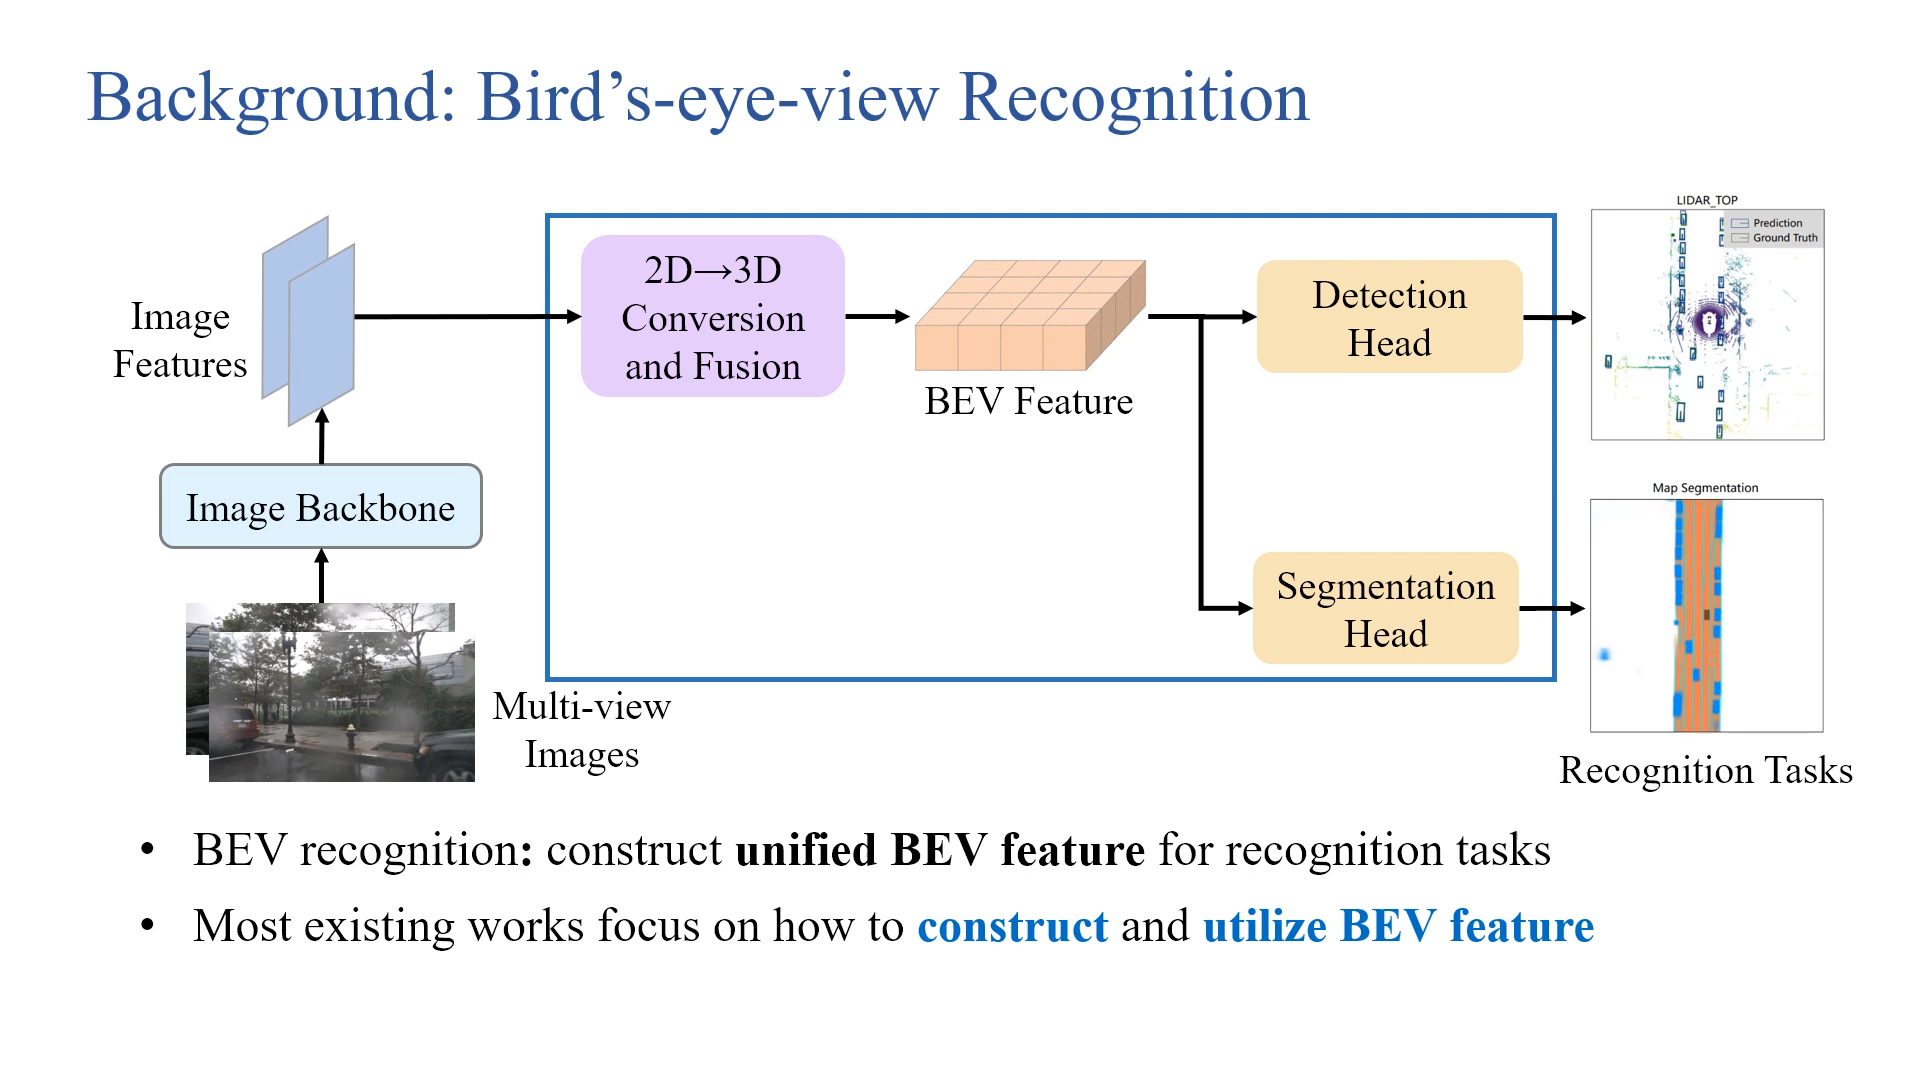 Background: Bird’s-eye-view Recognition
Image
Features
Image Backbone
Multi-view
Images
2D→3D
Conversion
and Fusion
BEV Feature
Detection
Head
Segmentation
Head
LIDAR_TOP
Prediction
Ground Truth
Map Segmentation
Recognition Tasks
• BEV recognition: construct unified BEV feature for recognition tasks
• Most existing works focus on how to construct and utilize BEV feature